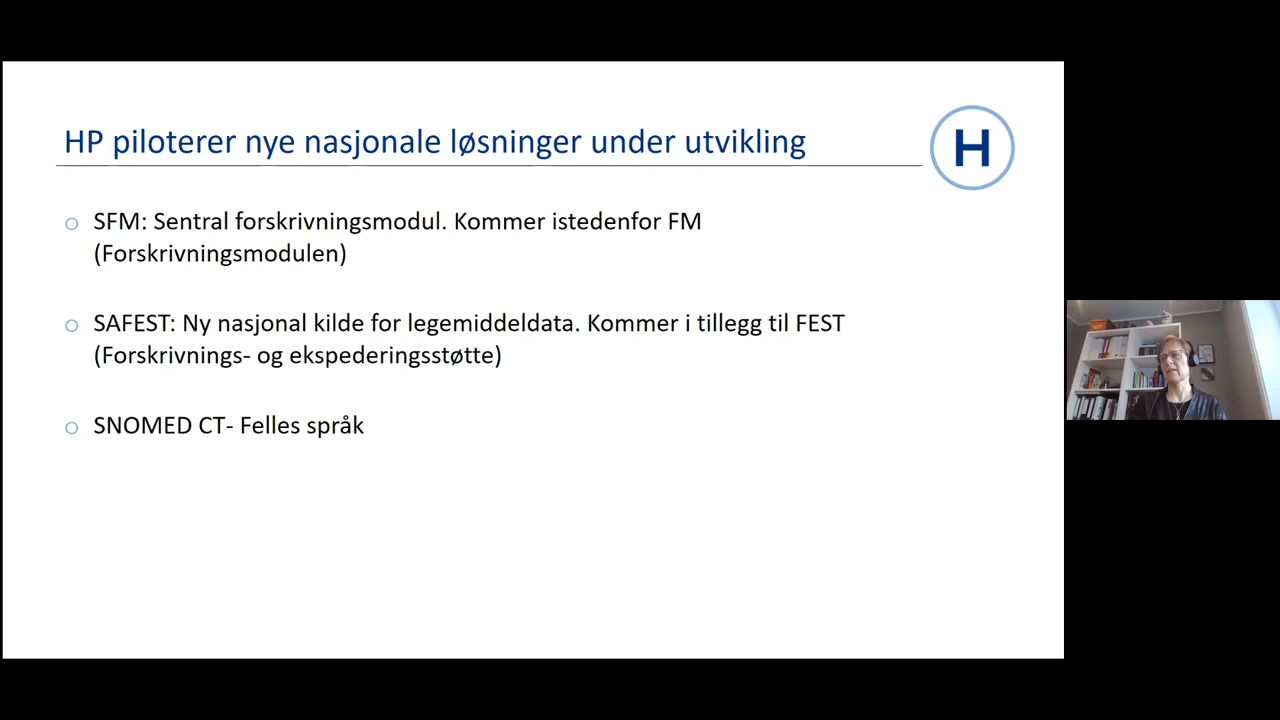 HP piloterer nye nasjonale løsninger under utvikling
H
SFM: Sentral forskrivningsmodul. Kommer istedenfor FM
(Forskrivningsmodulen)
SAFEST: Ny nasjonal kilde for legemiddeldata. Kommer i tillegg til FEST
(Forskrivnings- og ekspederingsstøtte)
SNOMED CT- Felles språk